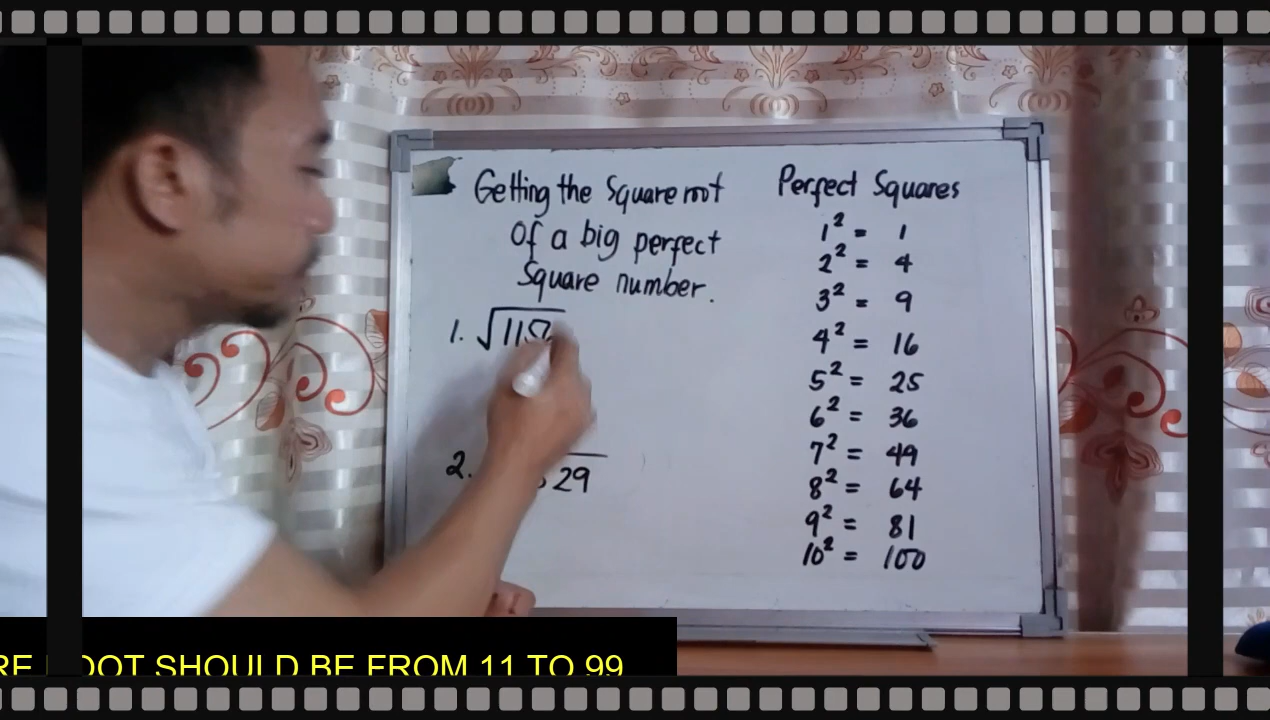 Getting the Square root
Of a big perfect
Square number.
1. √115
2. 29
Perfect Squares
1² = 1
2² = 4
3² = 9
4² = 16
5² = 25
6² = 36
7² = 49
8² = 64
9² = 81
10² = 100
SHOULD BE FROM 11 TO 99